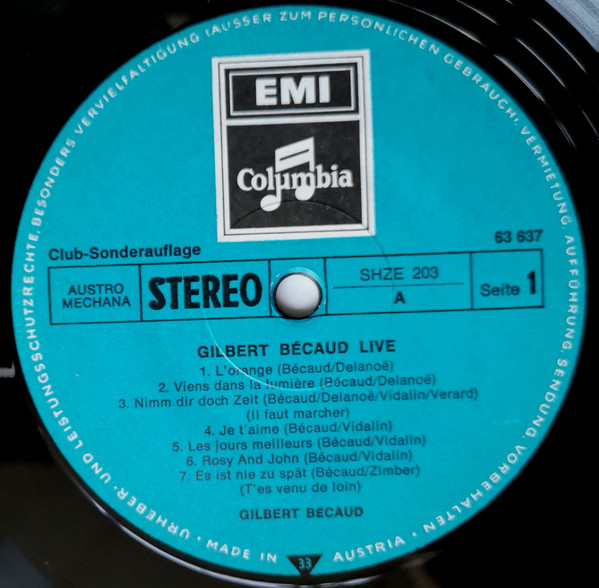 URHEBER- UND LEISTUNGSSCHUTZRECHTE, BESONDERS VERVIELFALTIGUNG (AUSSER ZUM PERSÖNLICHEN GEBRAUCH), VERMIETUNG, AUFFÜHRUNG, SENDUNG, VORBEHALTEN •
EMI
Columbia
63 637
Club-Sonderauflage
AUSTRO
MECHANA
STEREO
SHZE 203
A
Seite 1
GILBERT BÉCAUD LIVE
1. L'orange (Bécaud/Delanoë)
2. Viens dans la lumière (Bécaud/Delanoë)
3. Nimm dir doch Zeit (Bécaud/Delanoë/Vidalin/Verard)
(Il faut marcher)
4. Je t'aime (Bécaud/Vidalin)
5. Les jours meilleurs (Bécaud/Vidalin)
6. Rosy And John (Bécaud/Vidalin)
7. Es ist nie zu spät (Bécaud/Zimber)
(T'es venu de loin)
GILBERT BÉCAUD
• MADE IN 33 AUSTRIA •